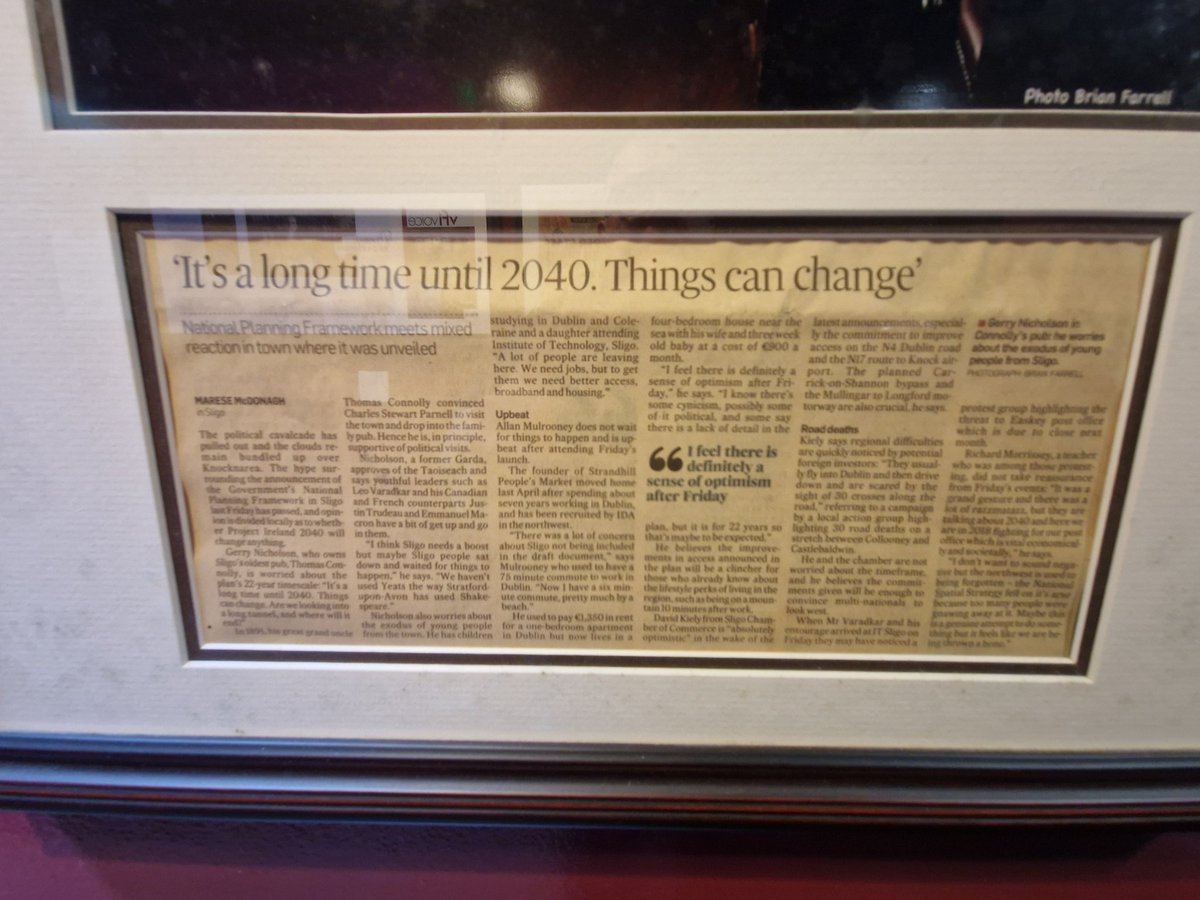 Photo Brian Farrell
'It's a long time until 2040. Things can change'
National Planning Framework meets mixed
reaction in town where it was unveiled
MARESE McDONAGH
in Sligo
The political cavalcade has
pulled out and the clouds re-
main bundled up over
Knocknarea. The hype sur-
rounding the announcement of
the Government's National
Planning Framework in Sligo
last Friday has passed, and opin-
ion is divided locally as to wheth-
er Project Ireland 2040 will
change anything.
Gerry Nicholson, who owns
Sligo's oldest pub, Thomas Con-
nolly, is worried about the
plan's 22-year timescale: "It's a
long time until 2040. Things
can change. Are we looking into
a long tunnel, and where will it
end?"
In 1891, his great grand uncle
Thomas Connolly convinced
Charles Stewart Parnell to visit
the town and drop into the fami-
ly pub. Hence he is, in principle,
supportive of political visits.
Nicholson, a former Garda,
approves of the Taoiseach and
says youthful leaders such as
Leo Varadkar and his Canadian
and French counterparts Jus-
tin Trudeau and Emmanuel Ma-
cron have a bit of get up and go
in them.
"I think Sligo needs a boost
but maybe Sligo people sat
down and waited for things to
happen," he says. "We haven't
used Yeats the way Stratford-
upon-Avon has used Shake-
speare."
Nicholson also worries about
the exodus of young people
from the town. He has children
studying in Dublin and Cole-
raine and a daughter attending
Institute of Technology, Sligo.
"A lot of people are leaving
here. We need jobs, but to get
them we need better access,
broadband and housing."
Upbeat
Allan Mulrooney does not wait
for things to happen and is up-
beat after attending Friday's
launch.
The founder of Strandhill
People's Market moved home
last April after spending about
seven years working in Dublin,
and has been recruited by IDA
in the northwest.
"There was a lot of concern
about Sligo not being included
in the draft document," says
Mulrooney who used to have a
75 minute commute to work in
Dublin. "Now I have a six min-
ute commute, pretty much by a
beach."
He used to pay €1,350 in rent
for a one-bedroom apartment
in Dublin but now lives in a
four-bedroom house near the
sea with his wife and three week
old baby at a cost of €900 a
month.
"I feel there is definitely a
sense of optimism after Fri-
day," he says. "I know there's
some cynicism, possibly some
of it political, and some say
there is a lack of detail in the
“ I feel there is
definitely a
sense of optimism
after Friday
plan, but it is for 22 years so
that's maybe to be expected."
He believes the improve-
ments in access announced in
the plan will be a clincher for
those who already know about
the lifestyle perks of living in the
region, such as being on a moun-
tain 10 minutes after work.
David Kiely from Sligo Cham-
ber of Commerce is "absolutely
optimistic" in the wake of the
latest announcements, especial-
ly the commitment to improve
access on the N4 Dublin road
and the N17 route to Knock air-
port. The planned Car-
rick-on-Shannon bypass and
the Mullingar to Longford mo-
torway are also crucial, he says.
Road deaths
Kiely says regional difficulties
are quickly noticed by potential
foreign investors: "They usual-
ly fly into Dublin and then drive
down and are scared by the
sight of 30 crosses along the
road," referring to a campaign
by a local action group high-
lighting 30 road deaths on a
stretch between Collooney and
Castlebaldwin.
He and the chamber are not
worried about the timeframe,
and he believes the commit-
ments given will be enough to
convince multi-nationals to
look west.
When Mr Varadkar and his
entourage arrived at IT Sligo on
Friday they may have noticed a
Gerry Nicholson in
Connolly's pub: he worries
about the exodus of young
people from Sligo.
PHOTOGRAPH: BRIAN FARRELL
protest group highlighting the
threat to Easkey post office
which is due to close next
month.
Richard Morrissey, a teacher
who was among those protest-
ing, did not take reassurance
from Friday's events: "It was a
grand gesture and there was a
lot of razzmatazz, but they are
talking about 2040 and here we
are in 2018 fighting for our post
office which is vital economical-
ly and societally," he says.
"I don't want to sound nega-
tive but the northwest is used to
being forgotten – the National
Spatial Strategy fell on it's arse
because too many people were
gnawing away at it. Maybe this
is a genuine attempt to do some-
thing but it feels like we are be-
ing thrown a bone."